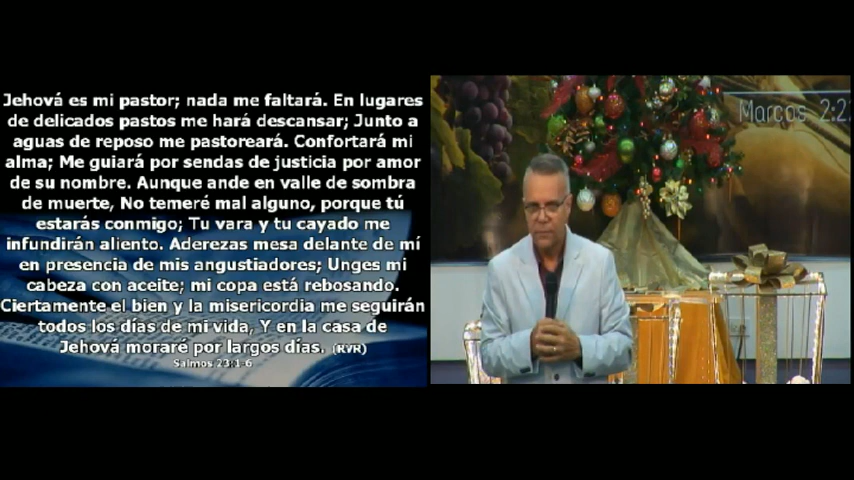 Jehová es mi pastor; nada me faltará. En lugares
de delicados pastos me hará descansar; Junto a
aguas de reposo me pastoreará. Confortará mi
alma; Me guiará por sendas de justicia por amor
de su nombre. Aunque ande en valle de sombra
de muerte, No temeré mal alguno, porque tú
estarás conmigo; Tu vara y tu cayado me
infundirán aliento. Aderezas mesa delante de mí
en presencia de mis angustiadores; Unges mi
cabeza con aceite; mi copa está rebosando.
Ciertamente el bien y la misericordia me seguirán
todos los días de mi vida, Y en la casa de
Jehová moraré por largos días. (RVR)
Salmos 23:1-6
Marcos